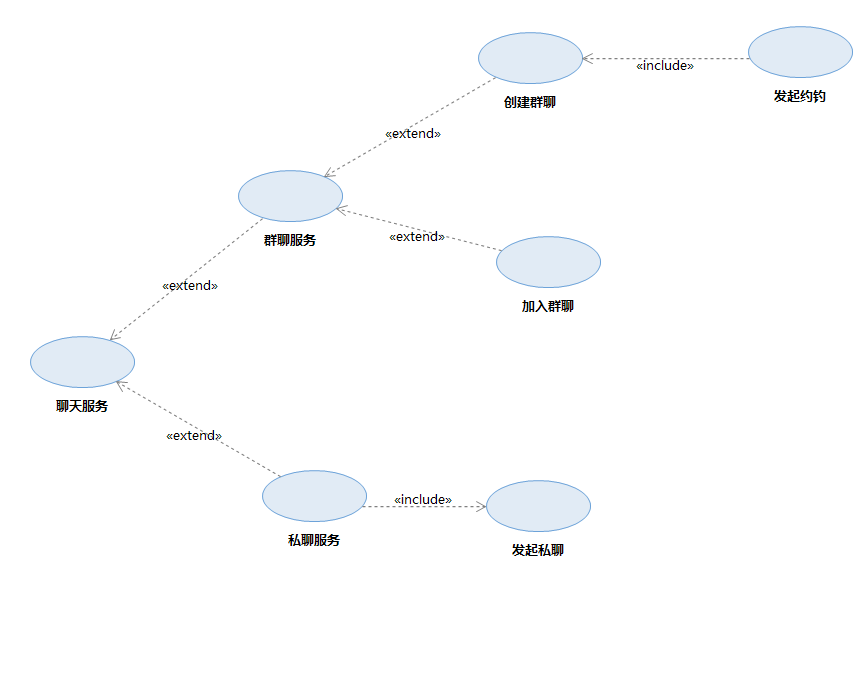 «include»
发起约钓
创建群聊
«extend»
群聊服务
«extend»
加入群聊
«extend»
聊天服务
«extend»
私聊服务
«include»
发起私聊